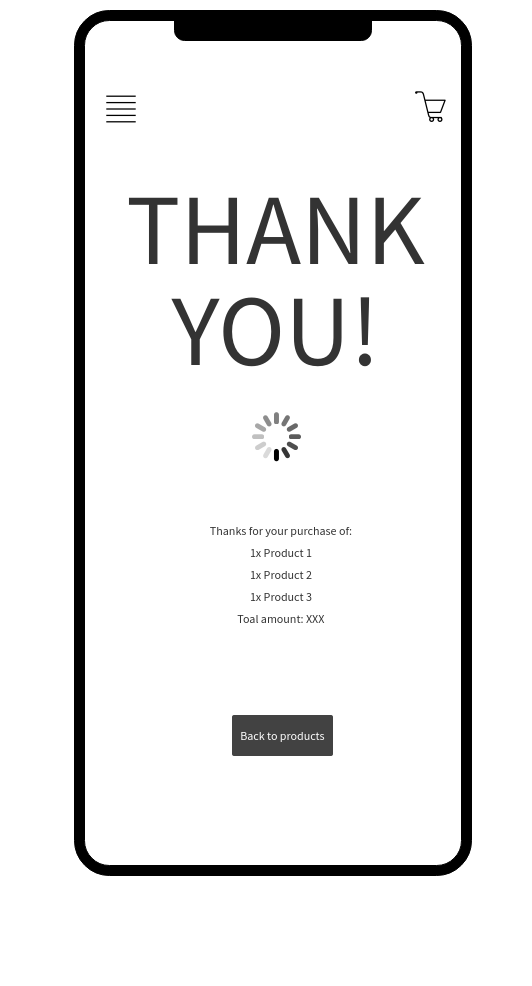 THANK
YOU!
Thanks for your purchase of:
1x Product 1
1x Product 2
1x Product 3
Toal amount: XXX
Back to products